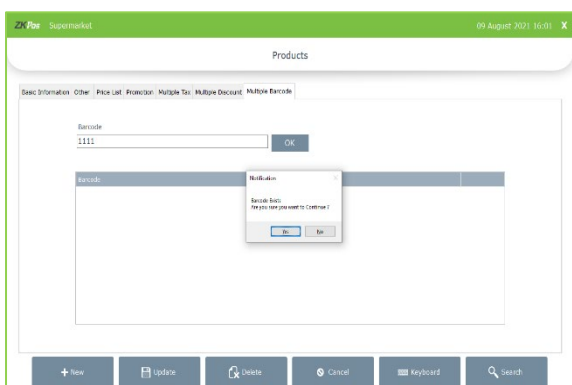 ZKPos Supermarket 09 August 2021 16:01 X
Products
Basic Information Other Price List Promotion Multiple Tax Multiple Discount Multiple Barcode
Barcode
1111 OK
Barcode
Notification
Barcode Exists
Are you sure you want to Continue ?
Yes No
New Update Delete Cancel Keyboard Search